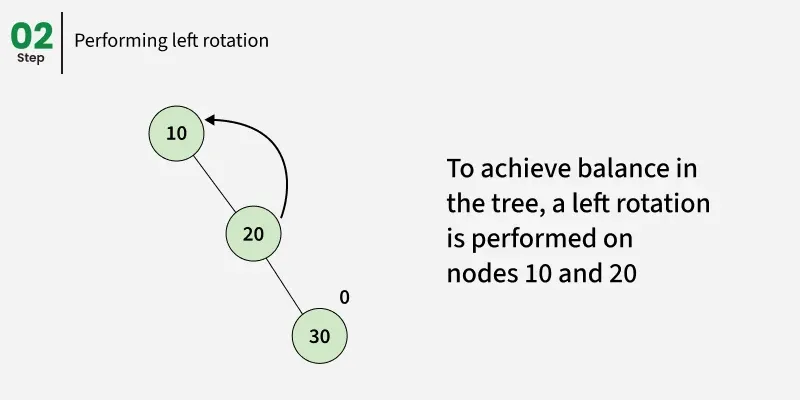 02
Step
Performing left rotation
10
20
0
30
To achieve balance in
the tree, a left rotation
is performed on
nodes 10 and 20